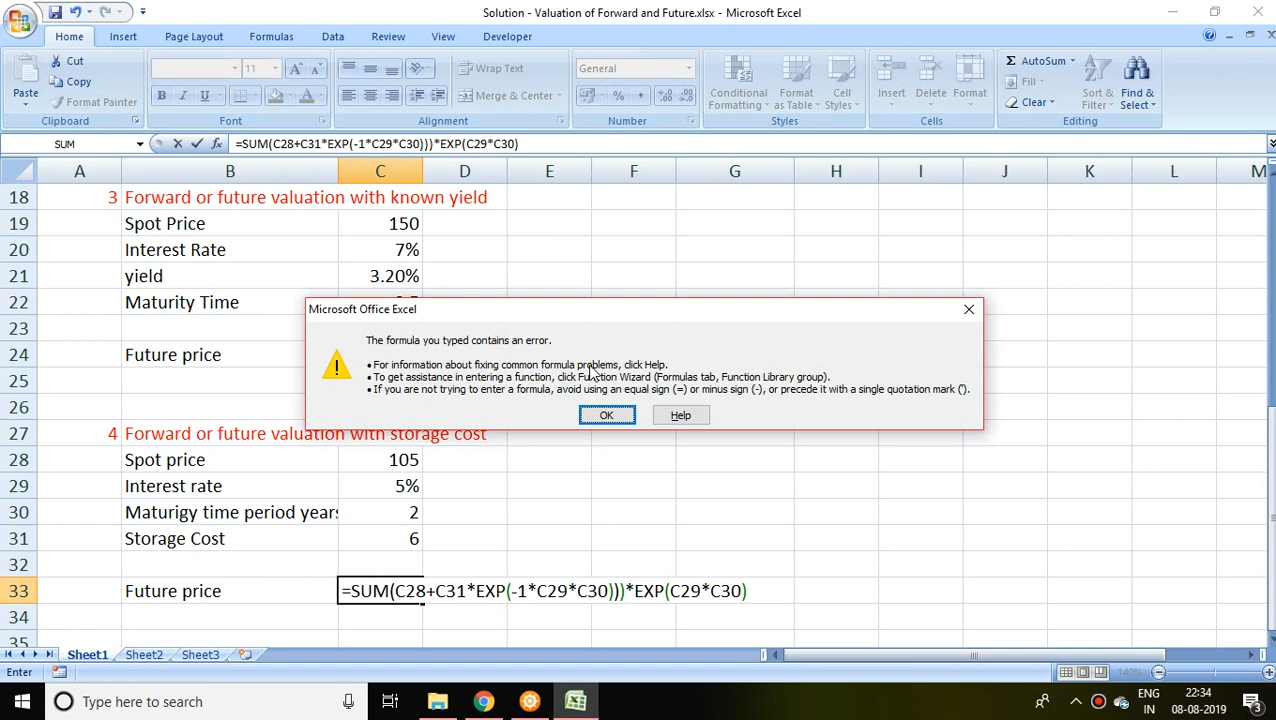 Solution - Valuation of Forward and Future.xlsx - Microsoft Excel
Home Insert Page Layout Formulas Data Review View Developer
Paste
Cut
Copy
Format Painter
Clipboard
11
A A
B I U
A
Font
Wrap Text
Merge & Center
Alignment
General
% ,
Number
Conditional Formatting
Format as Table
Cell Styles
Styles
Insert Delete Format
Cells
Σ AutoSum
Fill
Clear
Sort & Filter
Find & Select
Editing
SUM fx =SUM(C28+C31*EXP(-1*C29*C30)))*EXP(C29*C30)
A B C D E F G H I J K L M
18 3 Forward or future valuation with known yield
19 Spot Price 150
20 Interest Rate 7%
21 yield 3.20%
22 Maturity Time
23
24 Future price
25
26
27 4 Forward or future valuation with storage cost
28 Spot price 105
29 Interest rate 5%
30 Maturigy time period years 2
31 Storage Cost 6
32
33 Future price =SUM(C28+C31*EXP(-1*C29*C30)))*EXP(C29*C30)
34
35
Microsoft Office Excel
The formula you typed contains an error.
• For information about fixing common formula problems, click Help.
• To get assistance in entering a function, click Function Wizard (Formulas tab, Function Library group).
• If you are not trying to enter a formula, avoid using an equal sign (=) or minus sign (-), or precede it with a single quotation mark (').
OK Help
Sheet1 Sheet2 Sheet3
Enter 140%
Type here to search
ENG
IN
22:34
08-08-2019
3